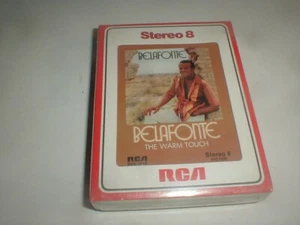 Stereo 8
BELAFONTE
BELAFONTE
THE WARM TOUCH
RCA
Stereo 8
RCA